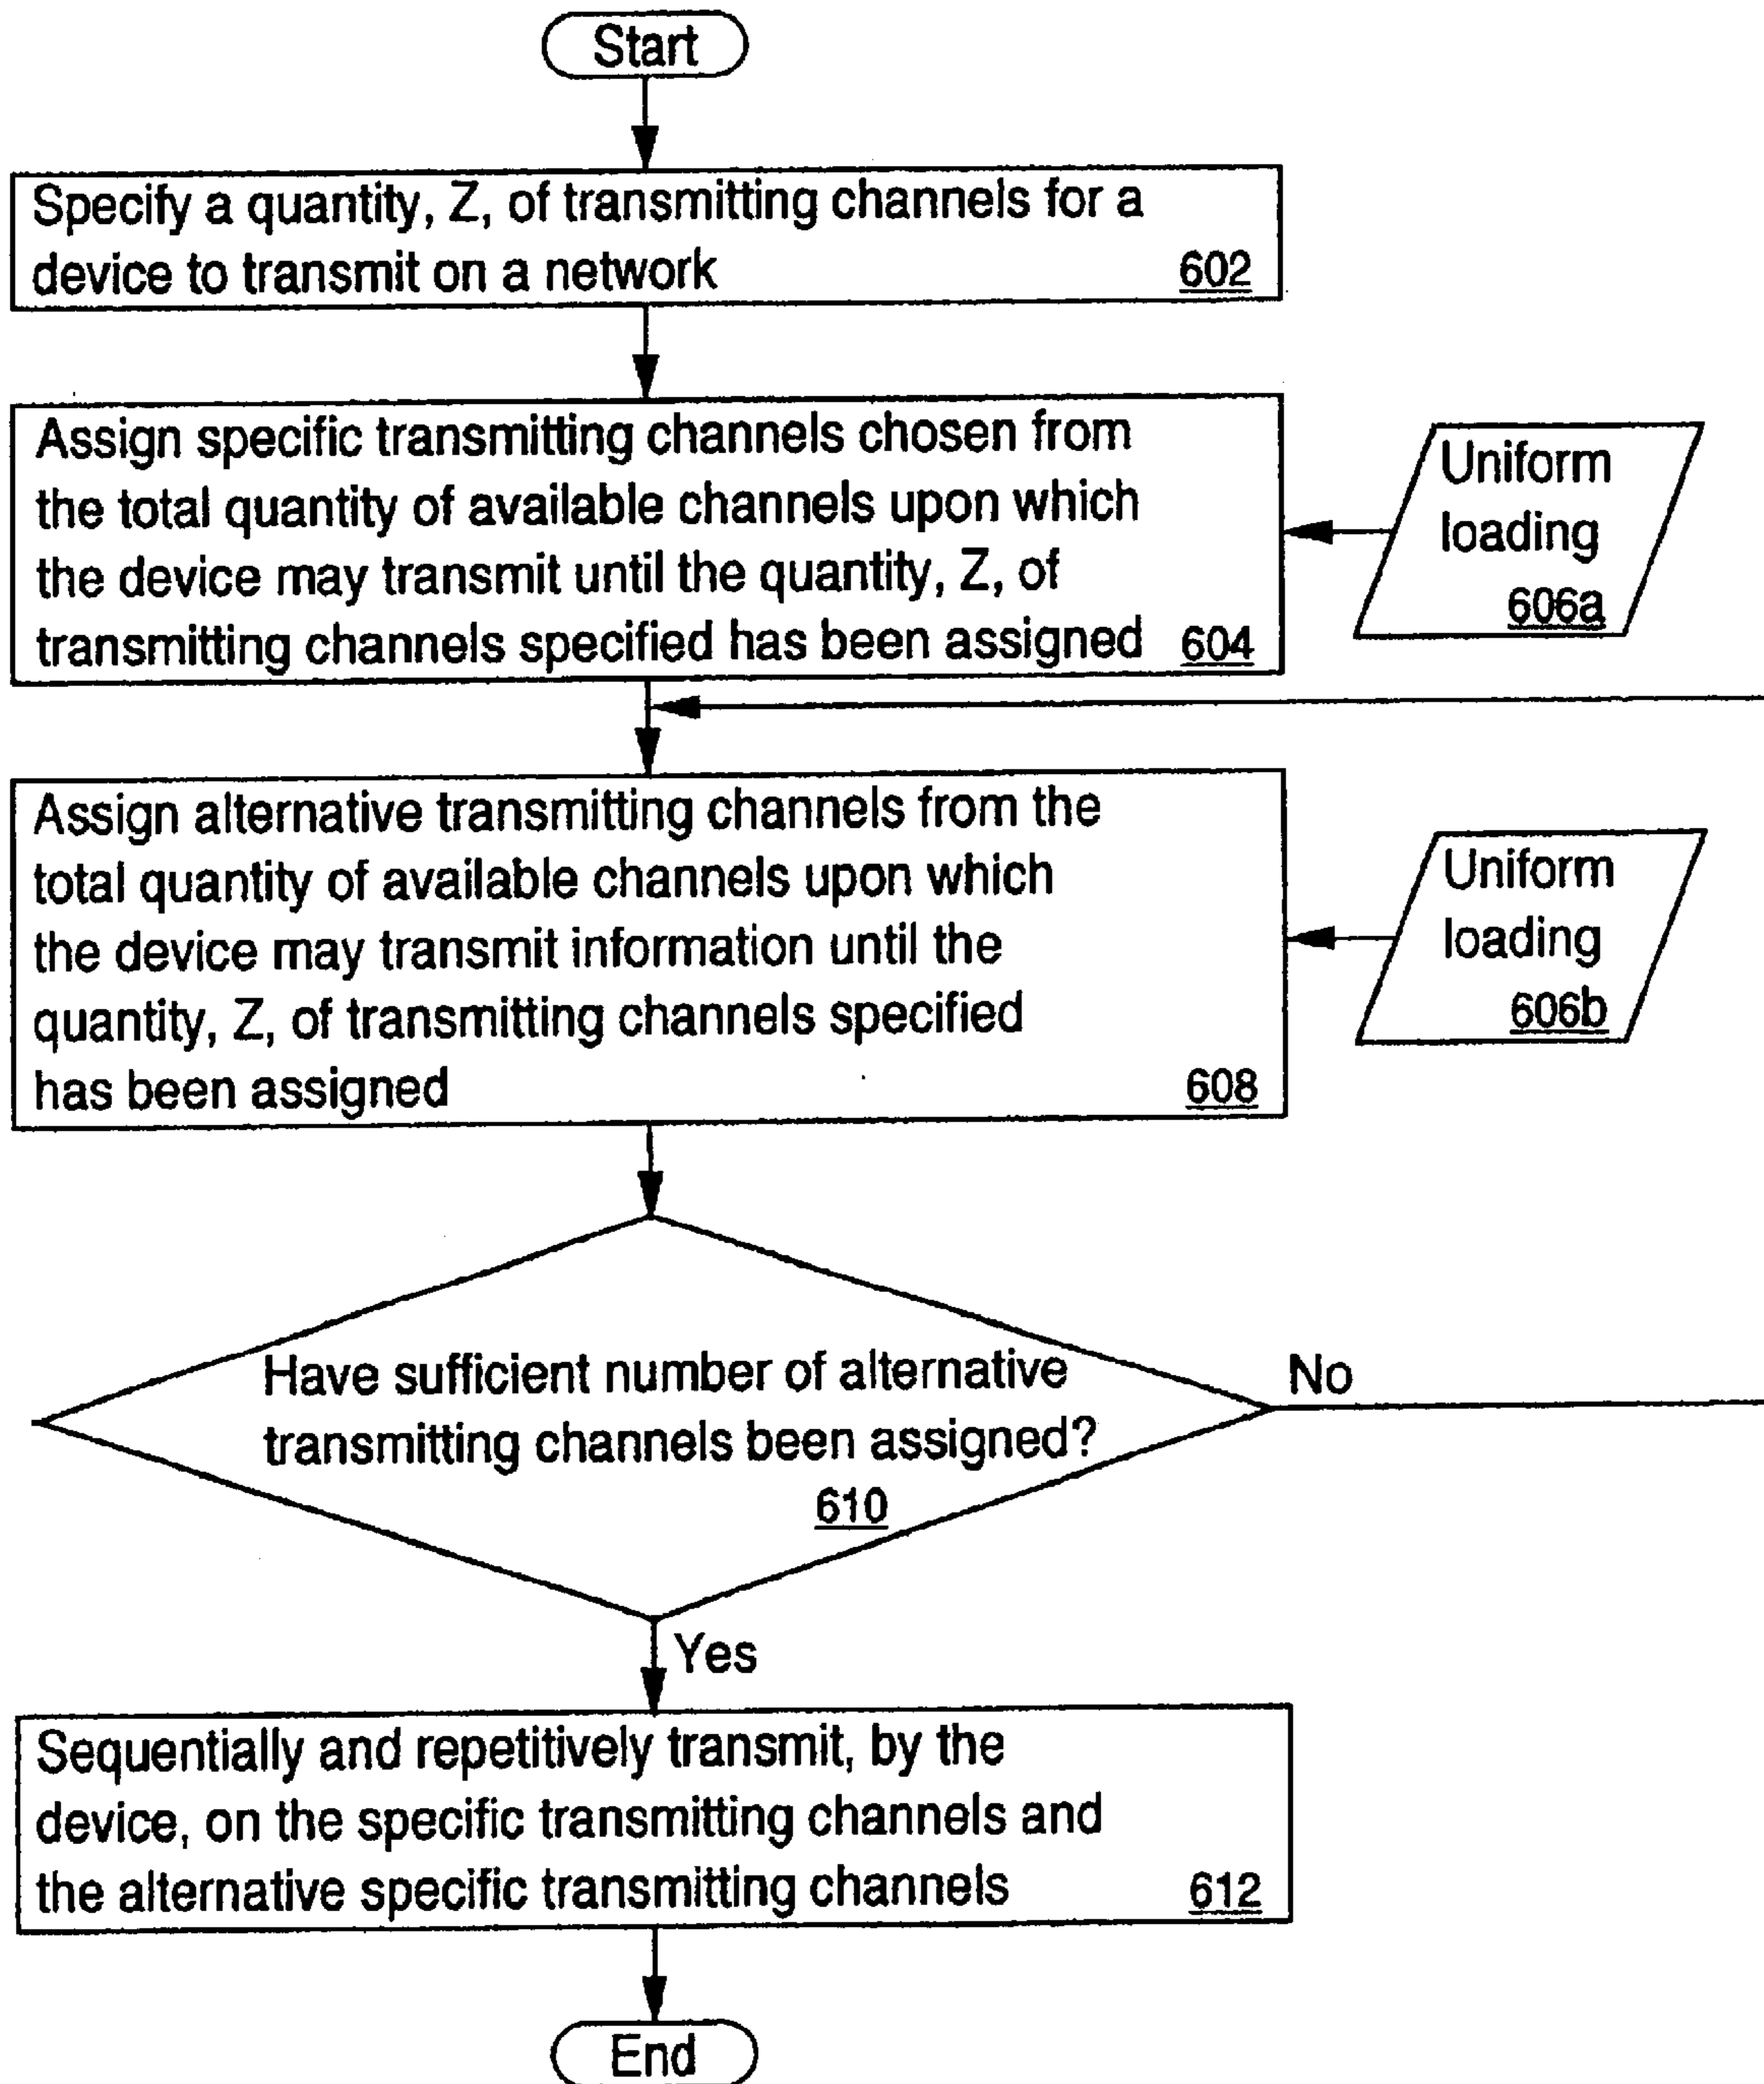 Start
Specify a quantity, Z, of transmitting channels for a
device to transmit on a network 602
Assign specific transmitting channels chosen from
the total quantity of available channels upon which
the device may transmit until the quantity, Z, of
transmitting channels specified has been assigned 604
Uniform
loading
606a
Assign alternative transmitting channels from the
total quantity of available channels upon which
the device may transmit information until the
quantity, Z, of transmitting channels specified
has been assigned 608
Uniform
loading
606b
Have sufficient number of alternative
transmitting channels been assigned?
610
No
Yes
Sequentially and repetitively transmit, by the
device, on the specific transmitting channels and
the alternative specific transmitting channels 612
End